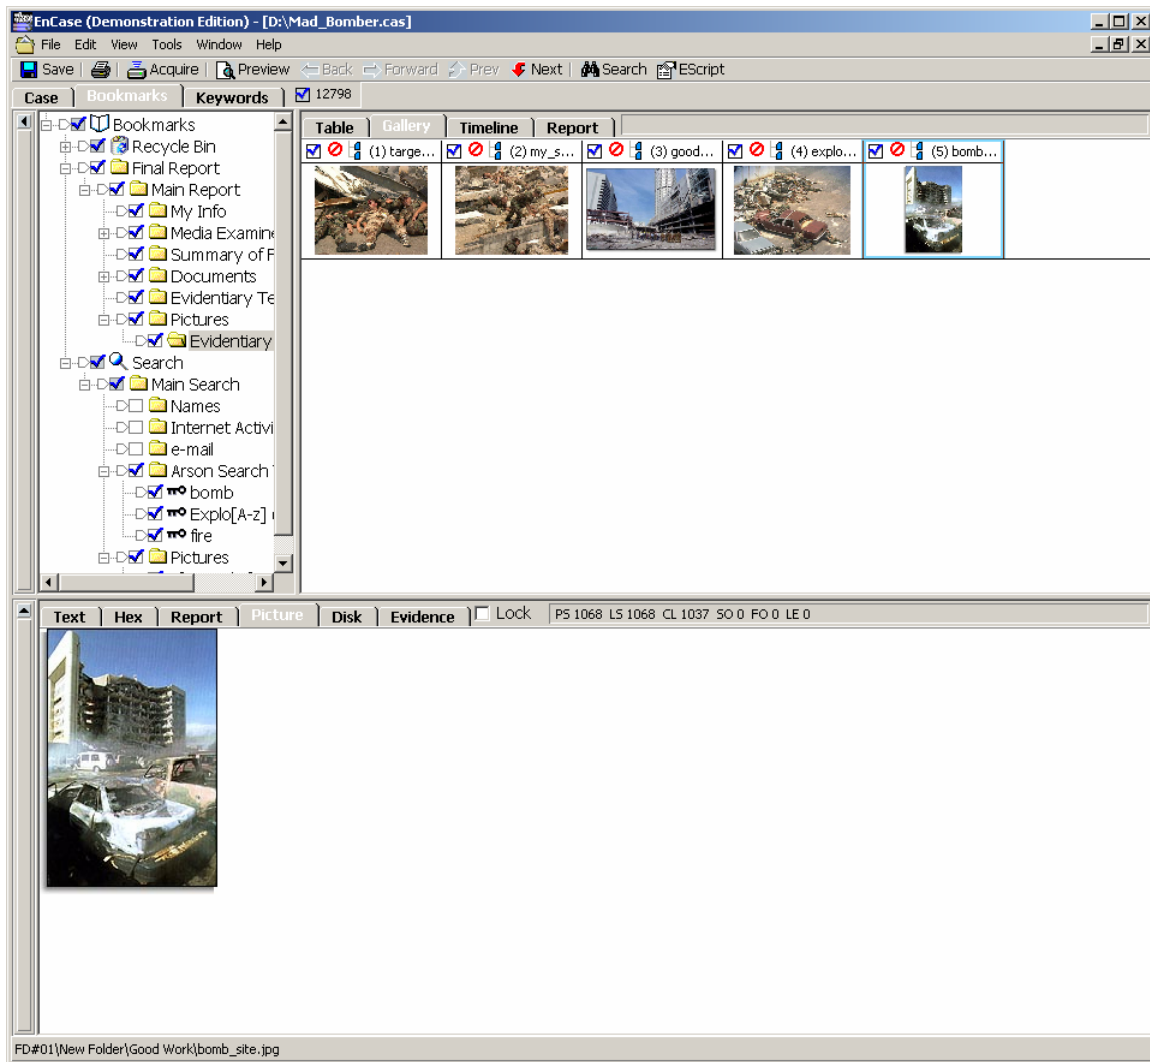 EnCase (Demonstration Edition) - [D:\Mad_Bomber.cas]
File Edit View Tools Window Help
Save Acquire Preview Back Forward Prev Next Search EScript
Case Bookmarks Keywords 12798
Bookmarks
Recycle Bin
Final Report
Main Report
My Info
Media Examine
Summary of F
Documents
Evidentiary Te
Pictures
Evidentiary
Search
Main Search
Names
Internet Activi
e-mail
Arson Search
bomb
Explo[A-z]
fire
Pictures
Table Gallery Timeline Report
(1) targe... (2) my_s... (3) good... (4) explo... (5) bomb...
Text Hex Report Picture Disk Evidence Lock PS 1068 LS 1068 CL 1037 SO 0 FO 0 LE 0
FD#01\New Folder\Good Work\bomb_site.jpg